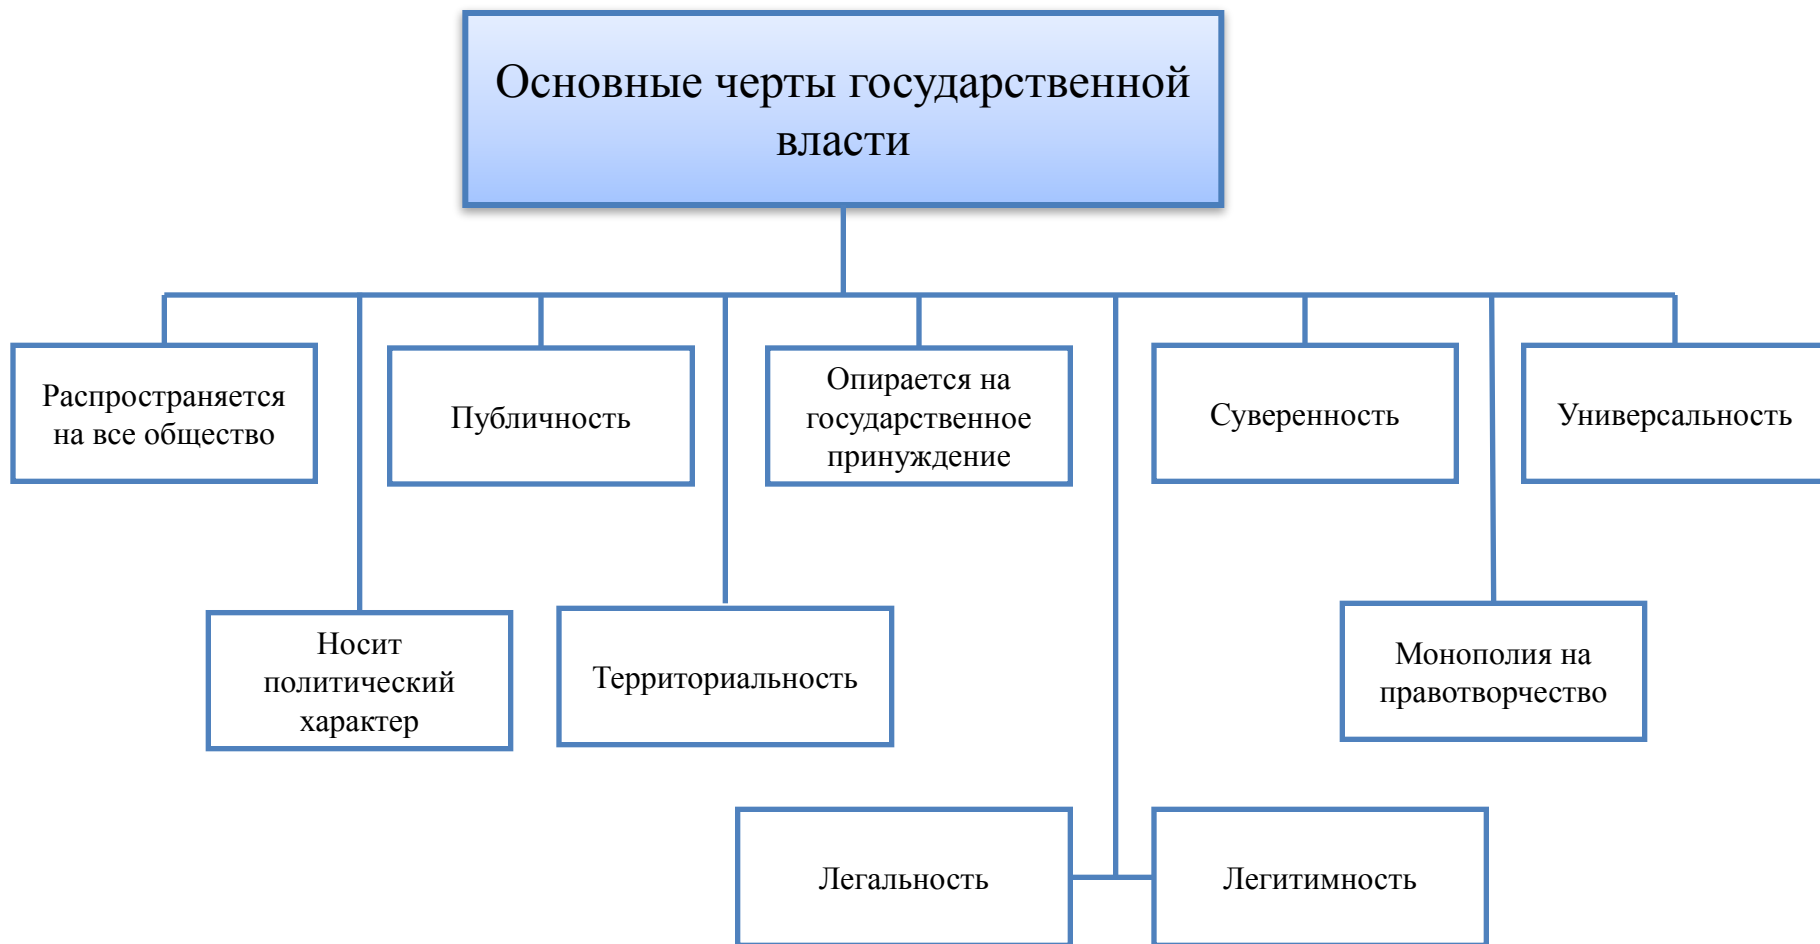 Основные черты государственной
власти
Распространяется
на все общество
Публичность
Опирается на
государственное
принуждение
Суверенность
Универсальность
Носит
политический
характер
Территориальность
Монополия на
правотворчество
Легальность
Легитимность